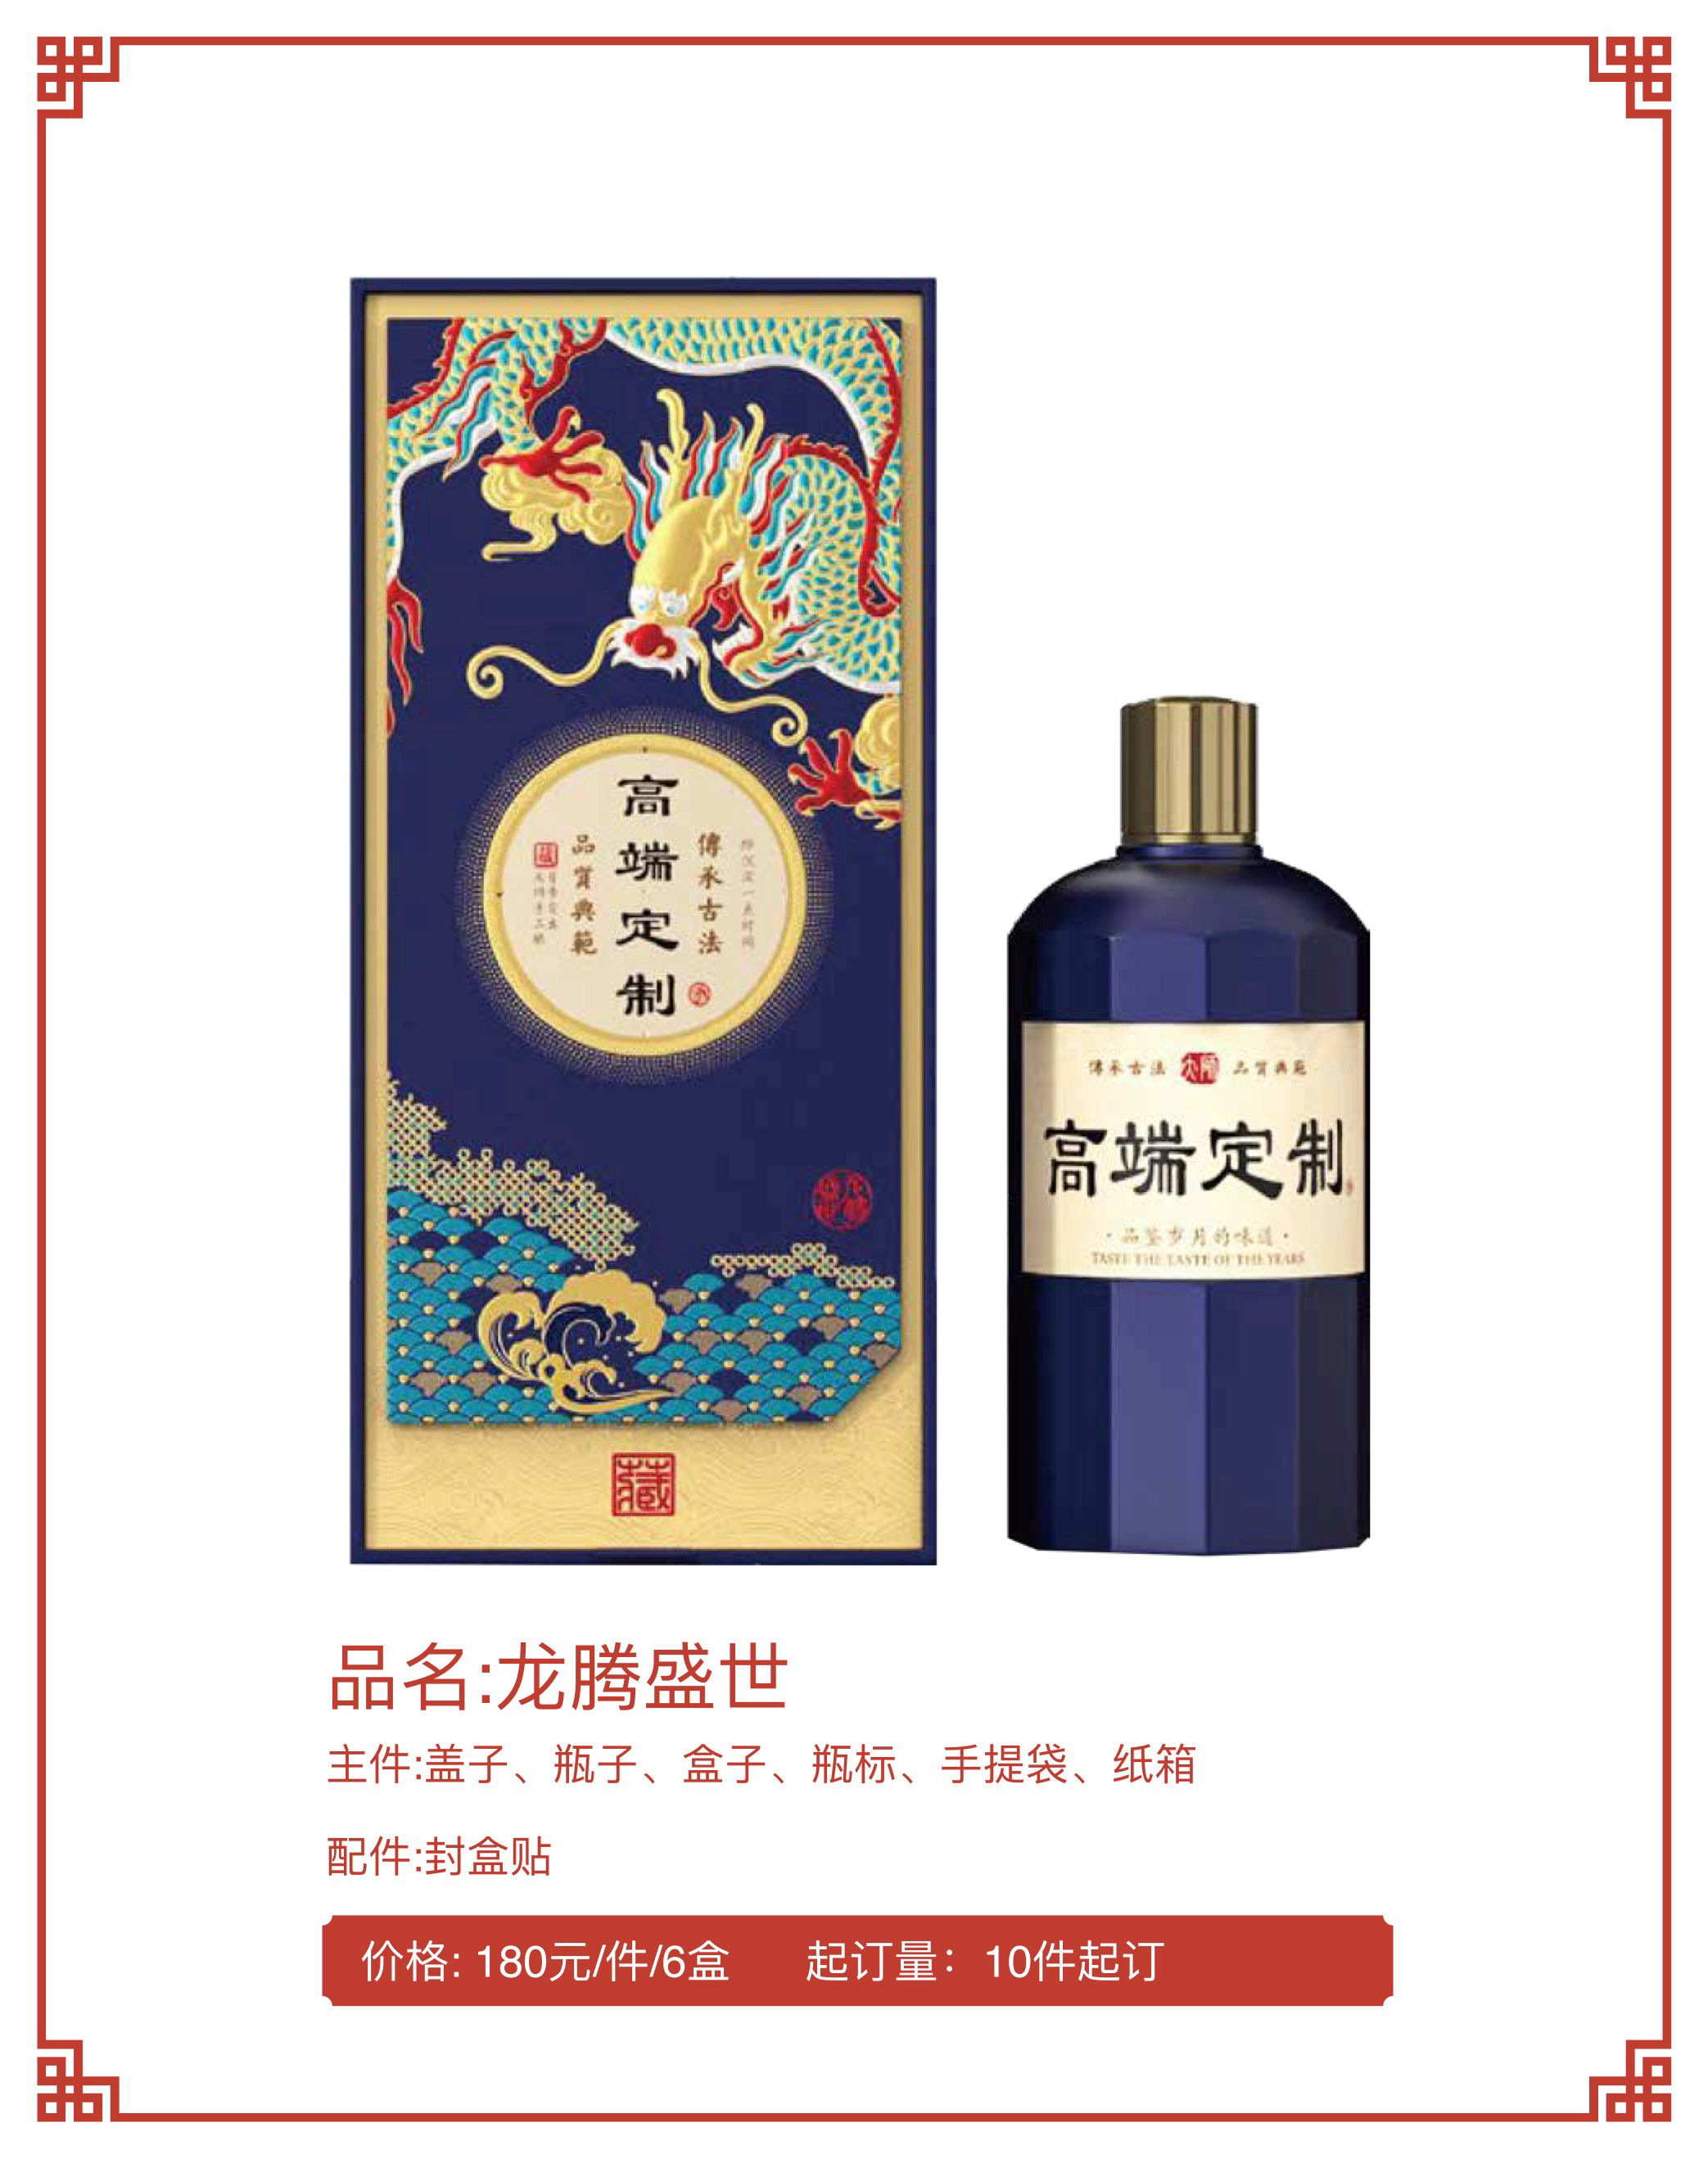 高端定制
傳承古法
品質典範
藏
傳承古法 大師 品質典範
高端定制
·品鉴岁月的味道·
TASTE THE TASTE OF THE YEARS
藏
品名:龙腾盛世
主件:盖子、瓶子、盒子、瓶标、手提袋、纸箱
配件:封盒贴
价格: 180元/件/6盒 起订量：10件起订